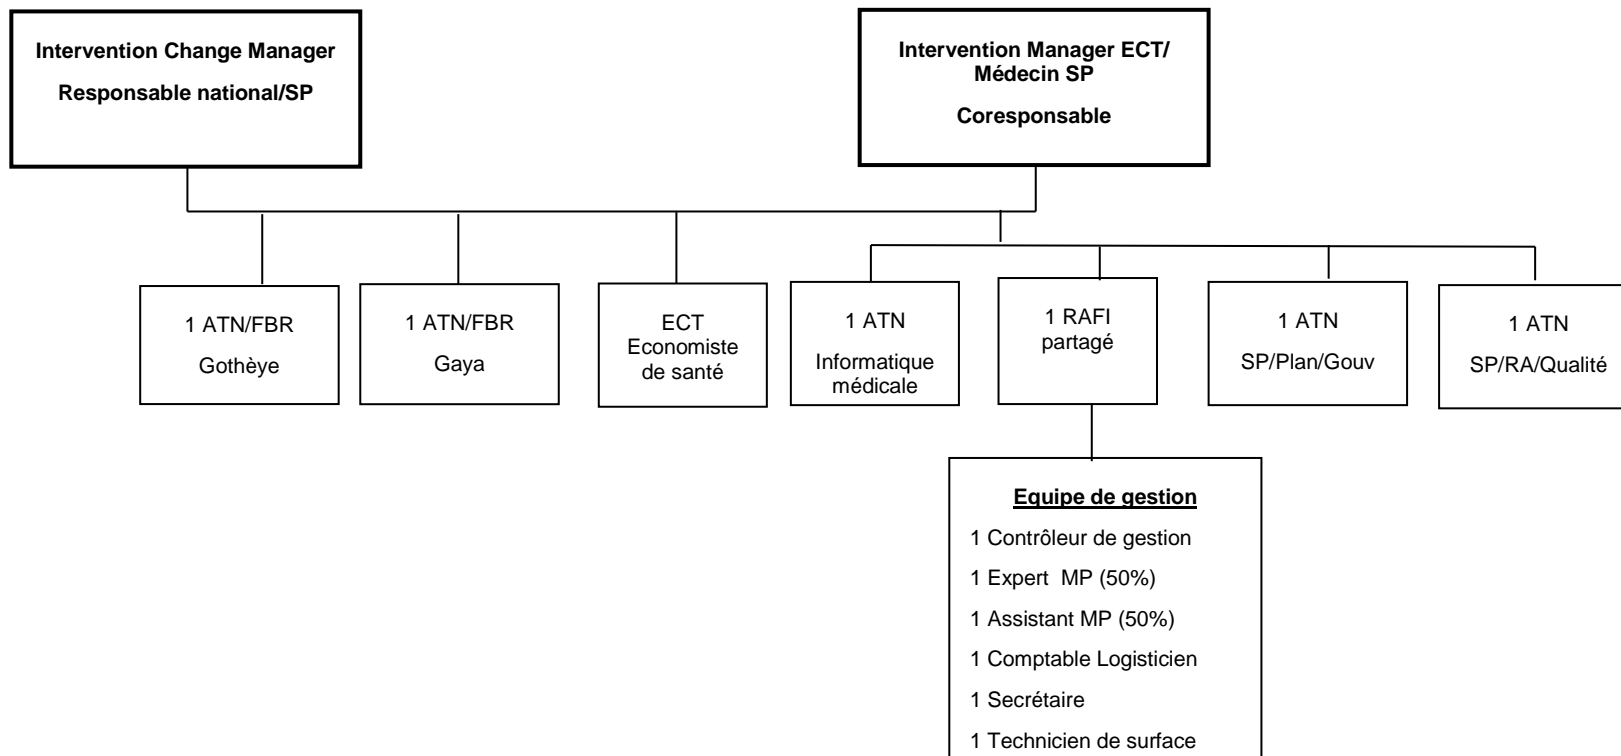 Intervention Change Manager
Responsable national/SP
Intervention Manager ECT/
Médecin SP
Coresponsable
1 ATN/FBR
Gothèye
1 ATN/FBR
Gaya
ECT
Economiste
de santé
1 ATN
Informatique
médicale
1 RAFI
partagé
1 ATN
SP/Plan/Gouv
1 ATN
SP/RA/Qualité
Equipe de gestion
1 Contrôleur de gestion
1 Expert  MP (50%)
1 Assistant MP (50%)
1 Comptable Logisticien
1 Secrétaire
1 Technicien de surface